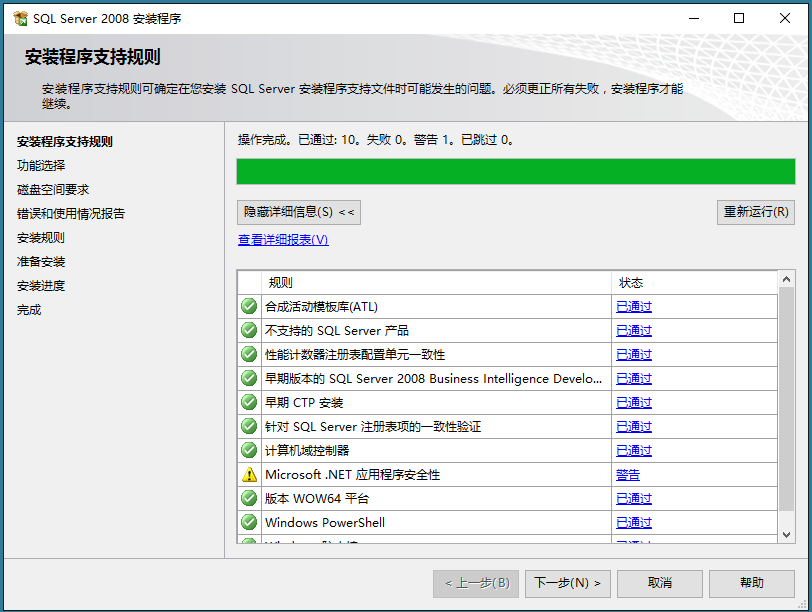 SQL Server 2008 安装程序
安装程序支持规则
安装程序支持规则可确定在您安装 SQL Server 安装程序支持文件时可能发生的问题。必须更正所有失败，安装程序才能
继续。
安装程序支持规则
功能选择
磁盘空间要求
错误和使用情况报告
安装规则
准备安装
安装进度
完成
操作完成。已通过: 10。失败 0。警告 1。已跳过 0。
隐藏详细信息(S) <<
重新运行(R)
查看详细报表(V)
规则 状态
合成活动模板库(ATL) 已通过
不支持的 SQL Server 产品 已通过
性能计数器注册表配置单元一致性 已通过
早期版本的 SQL Server 2008 Business Intelligence Develo... 已通过
早期 CTP 安装 已通过
针对 SQL Server 注册表项的一致性验证 已通过
计算机域控制器 已通过
Microsoft .NET 应用程序安全性 警告
版本 WOW64 平台 已通过
Windows PowerShell 已通过
< 上一步(B) 下一步(N) > 取消 帮助